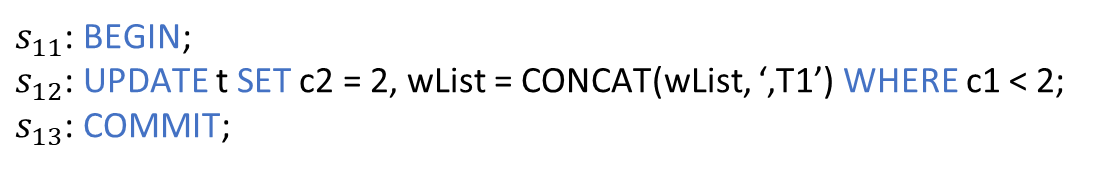 s₁₁: BEGIN;
s₁₂: UPDATE t SET c2 = 2, wList = CONCAT(wList, ‘,T1’) WHERE c1 < 2;
s₁₃: COMMIT;